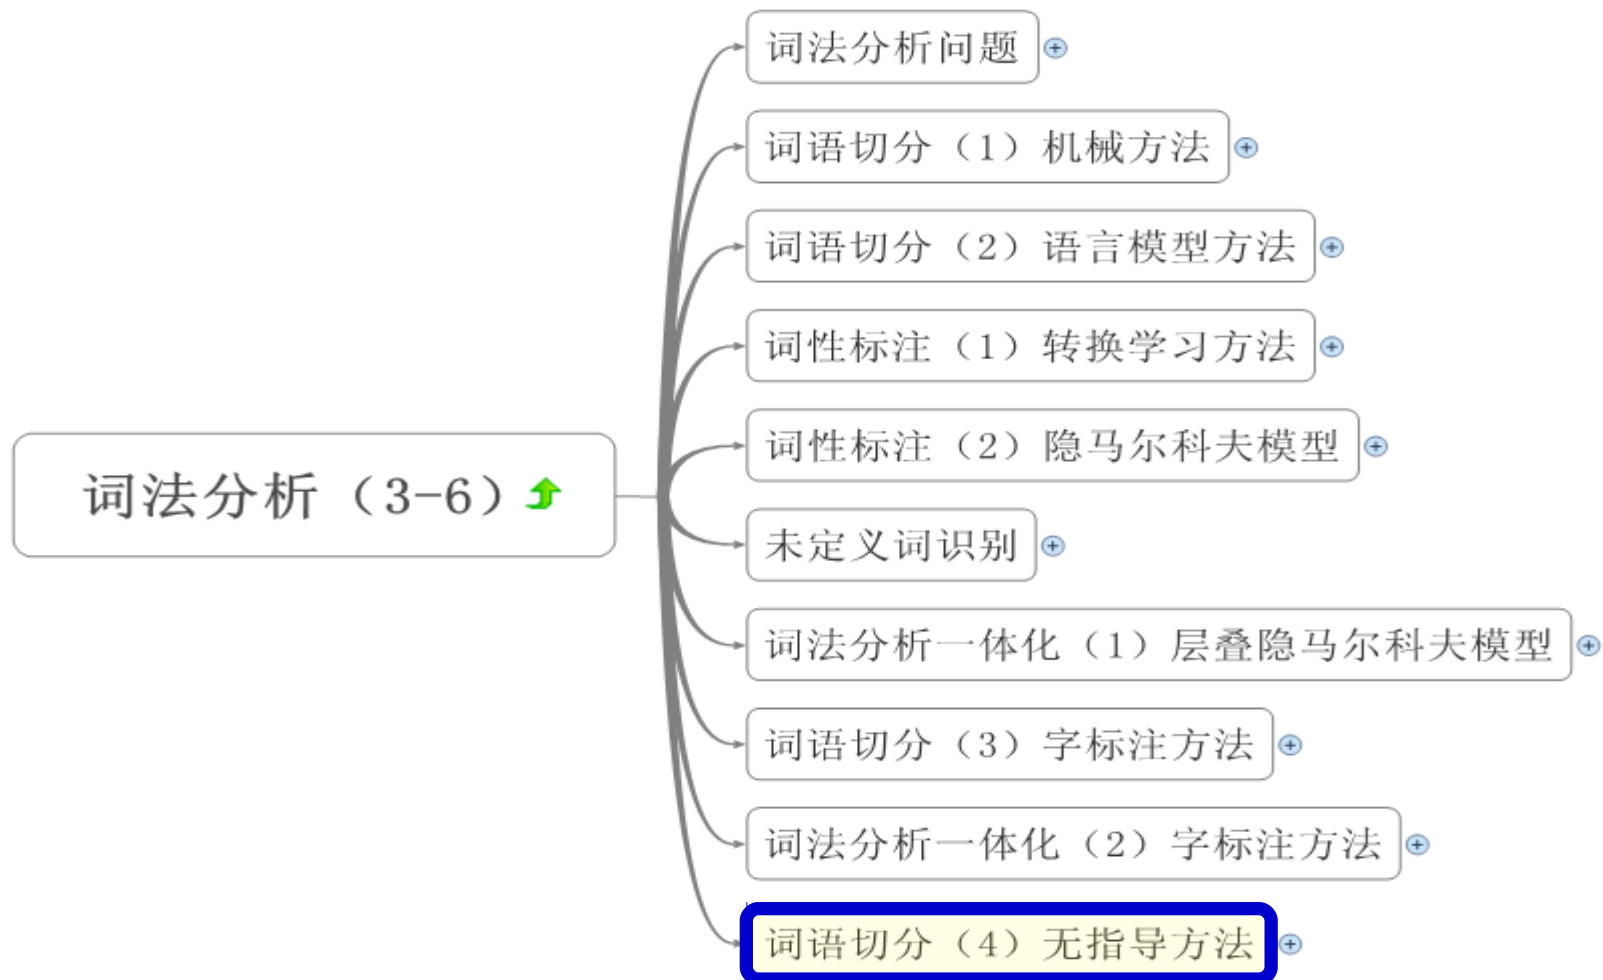 词法分析问题
词语切分（1）机械方法
词语切分（2）语言模型方法
词性标注（1）转换学习方法
词性标注（2）隐马尔科夫模型
词法分析（3-6）
未定义词识别
词法分析一体化（1）层叠隐马尔科夫模型
词语切分（3）字标注方法
词法分析一体化（2）字标注方法
词语切分（4）无指导方法